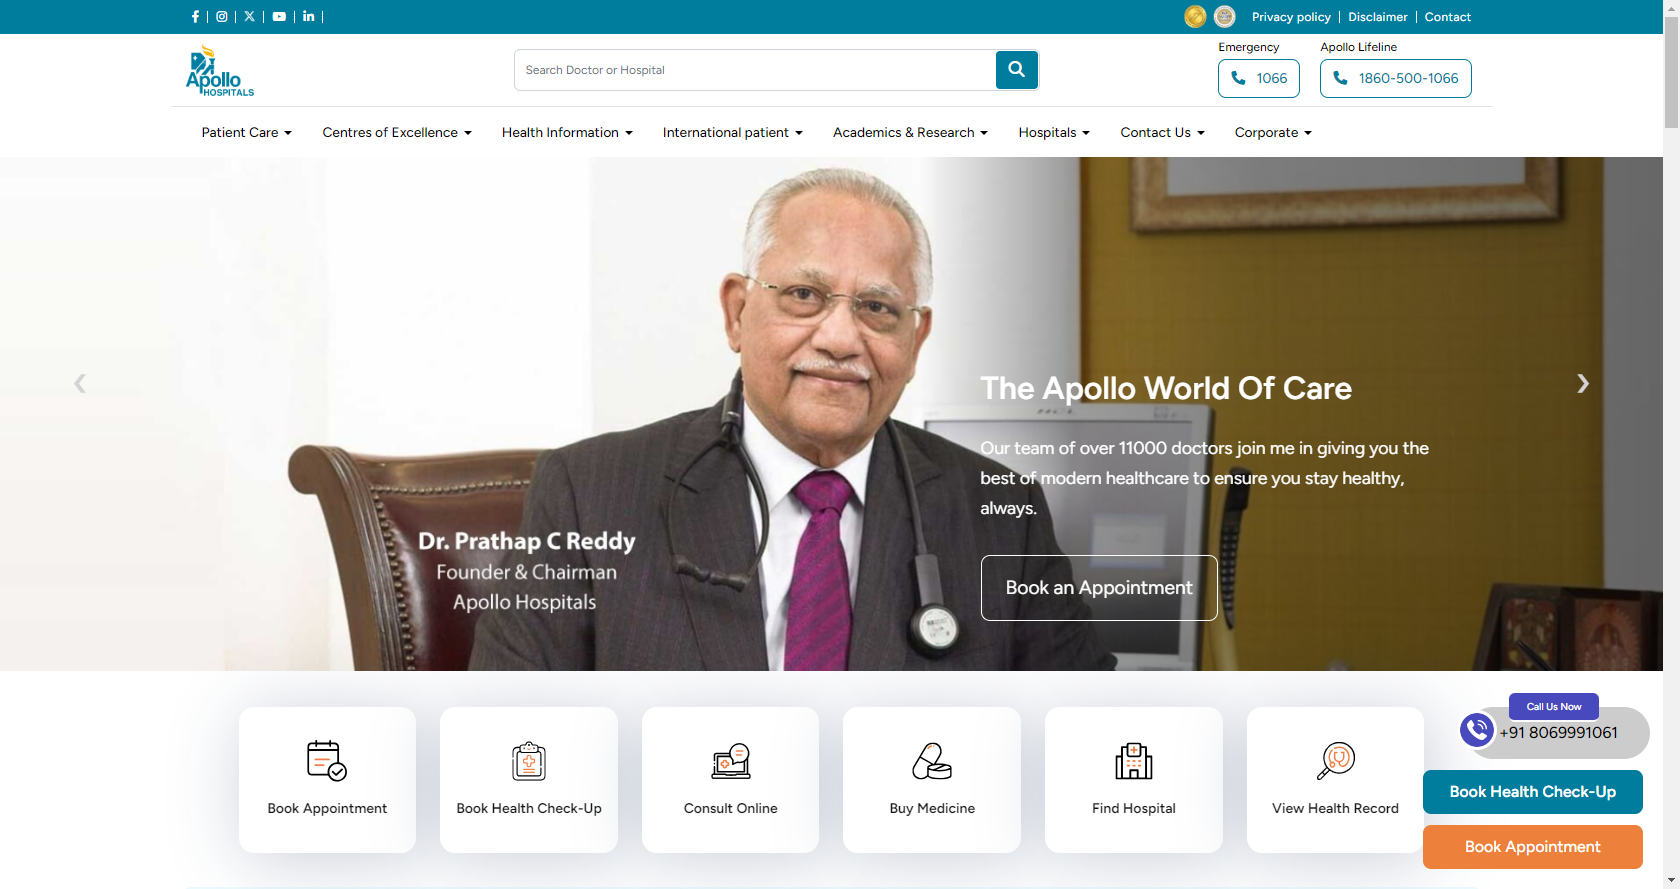 Privacy policy | Disclaimer | Contact
Apollo
HOSPITALS
Search Doctor or Hospital
Emergency
1066
Apollo Lifeline
1860-500-1066
Patient Care
Centres of Excellence
Health Information
International patient
Academics & Research
Hospitals
Contact Us
Corporate
Dr. Prathap C Reddy
Founder & Chairman
Apollo Hospitals
The Apollo World Of Care
Our team of over 11000 doctors join me in giving you the
best of modern healthcare to ensure you stay healthy,
always.
Book an Appointment
Book Appointment
Book Health Check-Up
Consult Online
Buy Medicine
Find Hospital
View Health Record
Call Us Now
+91 8069991061
Book Health Check-Up
Book Appointment